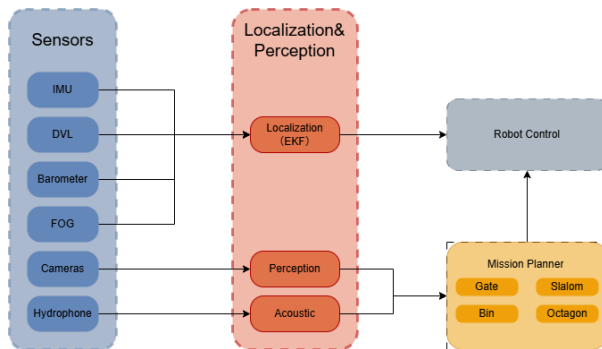 Sensors
IMU
DVL
Barometer
FOG
Cameras
Hydrophone
Localization&
Perception
Localization
（EKF）
Perception
Acoustic
Robot Control
Mission Planner
Gate
Slalom
Bin
Octagon